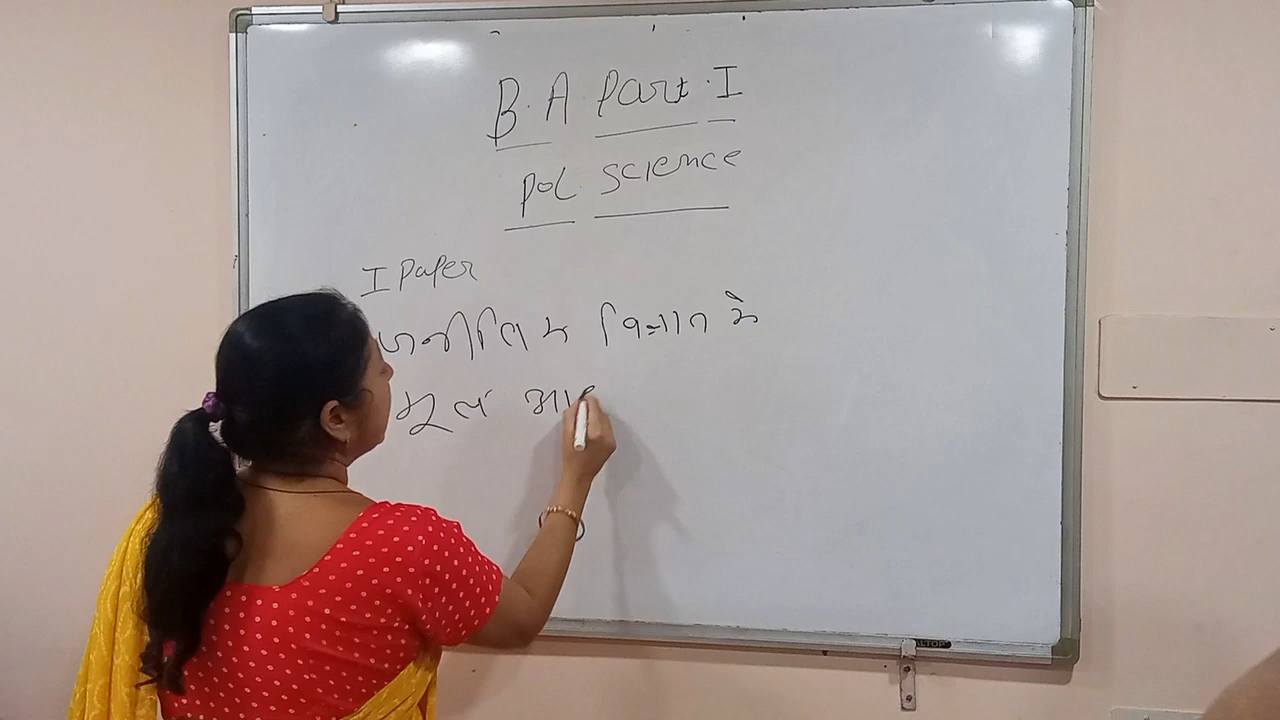 B.A Part-I
Pol. Science
I Paper
राजनीतिक विज्ञान के
मूल आ